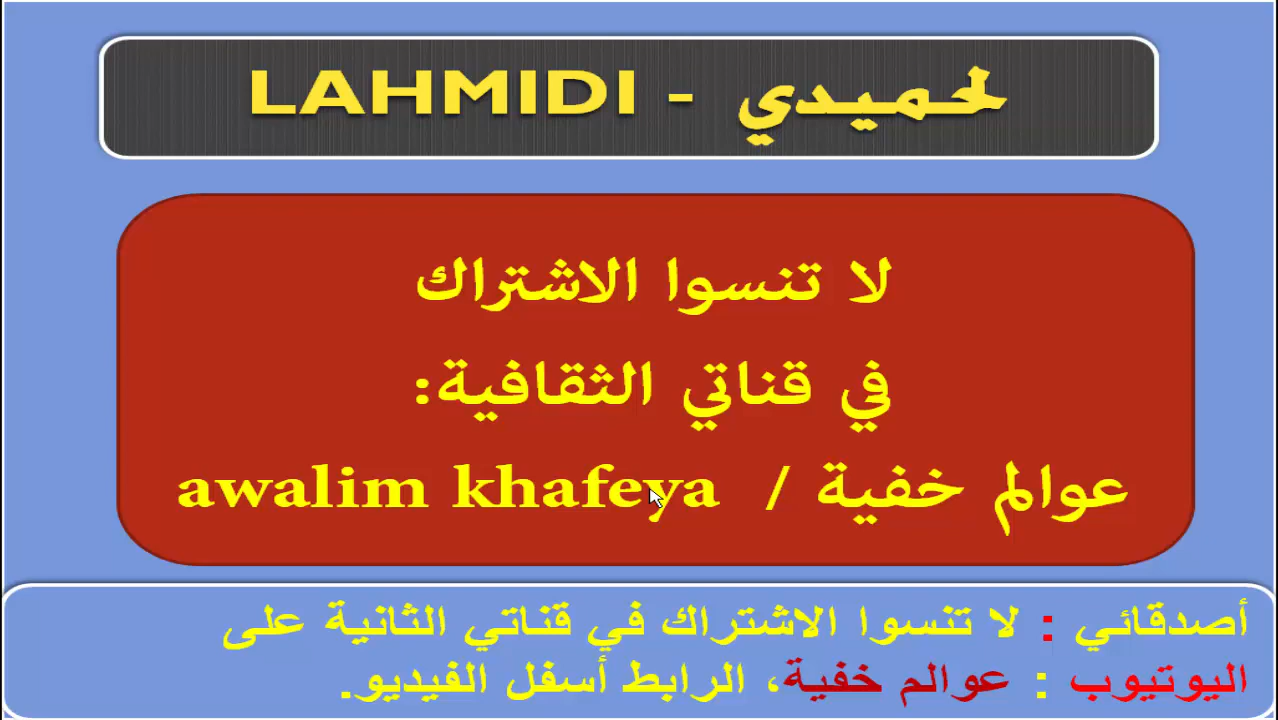 لحميدي - LAHMIDI
لا تنسوا الاشتراك
في قناتي الثقافية:
عوالم خفية / awalim khafeya
أصدقائي : لا تنسوا الاشتراك في قناتي الثانية على
اليوتيوب : عوالم خفية، الرابط أسفل الفيديو.